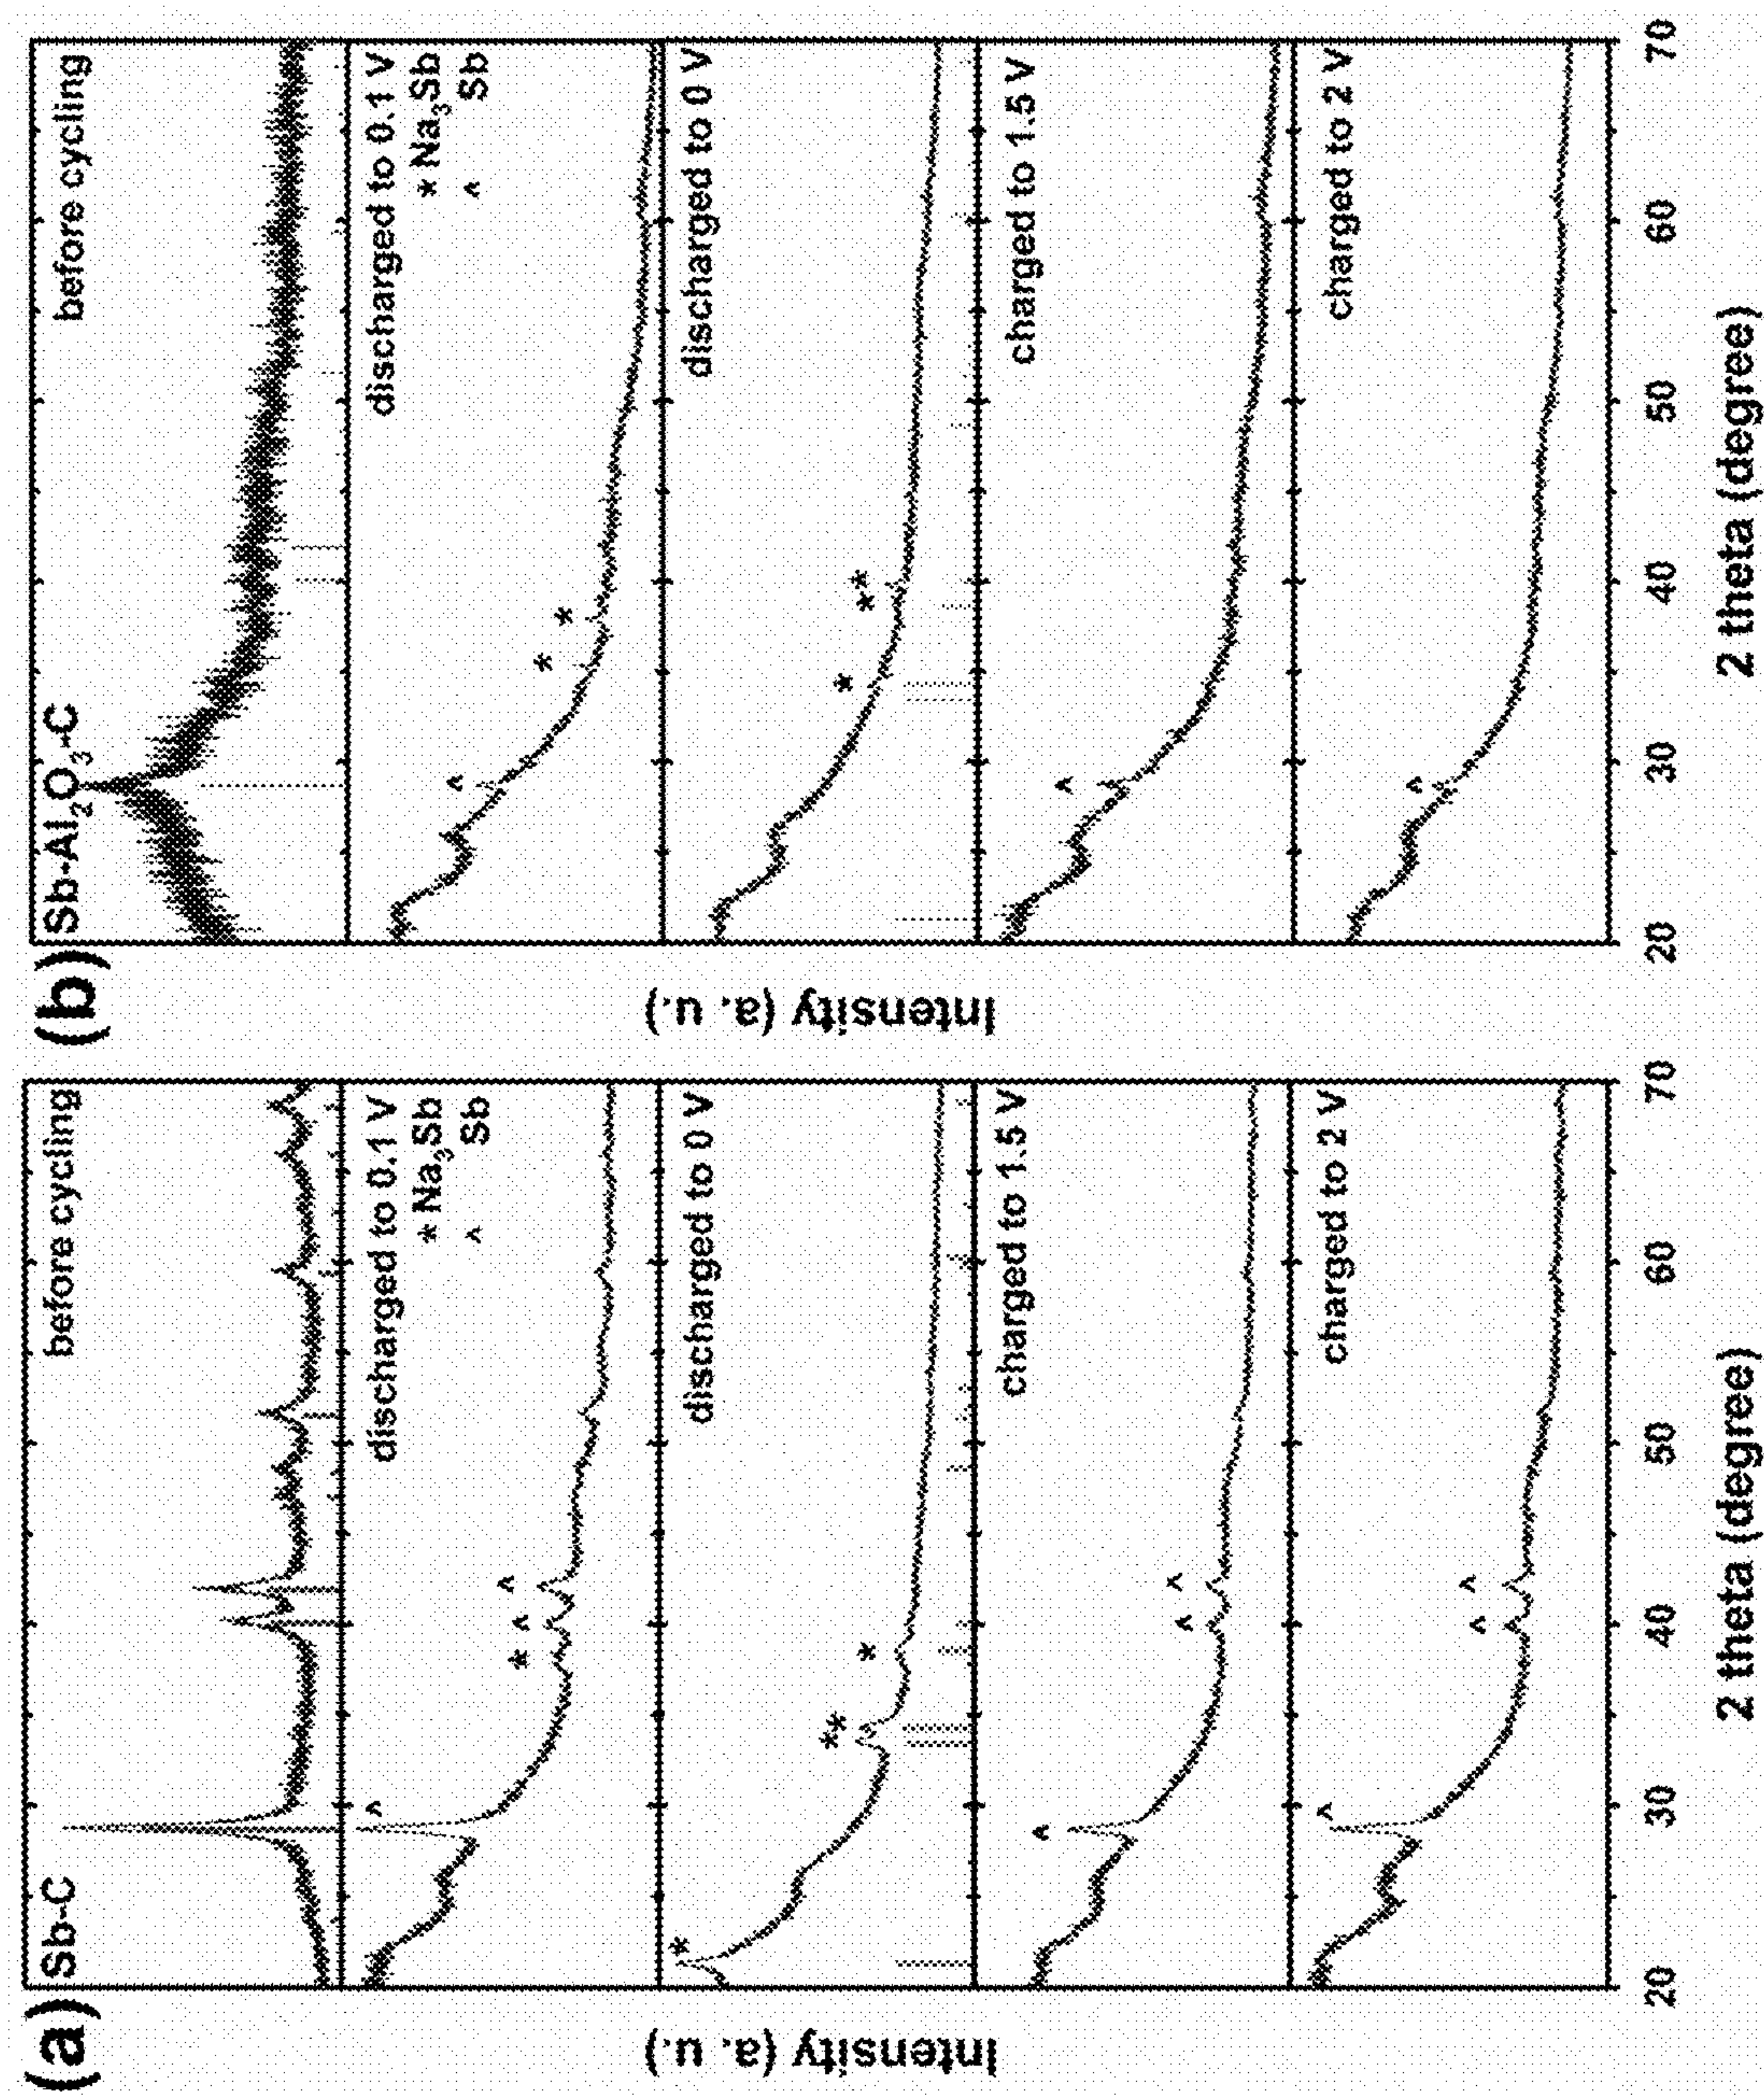 (a)
Sb-C
before cycling
discharged to 0.1 V
* Na3Sb
^ Sb
^
*
^
^
discharged to 0 V
*
**
*
charged to 1.5 V
^
^
^
charged to 2 V
^
^
^
Intensity (a. u.)
20 30 40 50 60 70
2 theta (degree)
(b)
Sb-Al2O3-C
before cycling
discharged to 0.1 V
* Na3Sb
^ Sb
^
*
*
discharged to 0 V
*
**
charged to 1.5 V
^
charged to 2 V
^
Intensity (a. u.)
20 30 40 50 60 70
2 theta (degree)